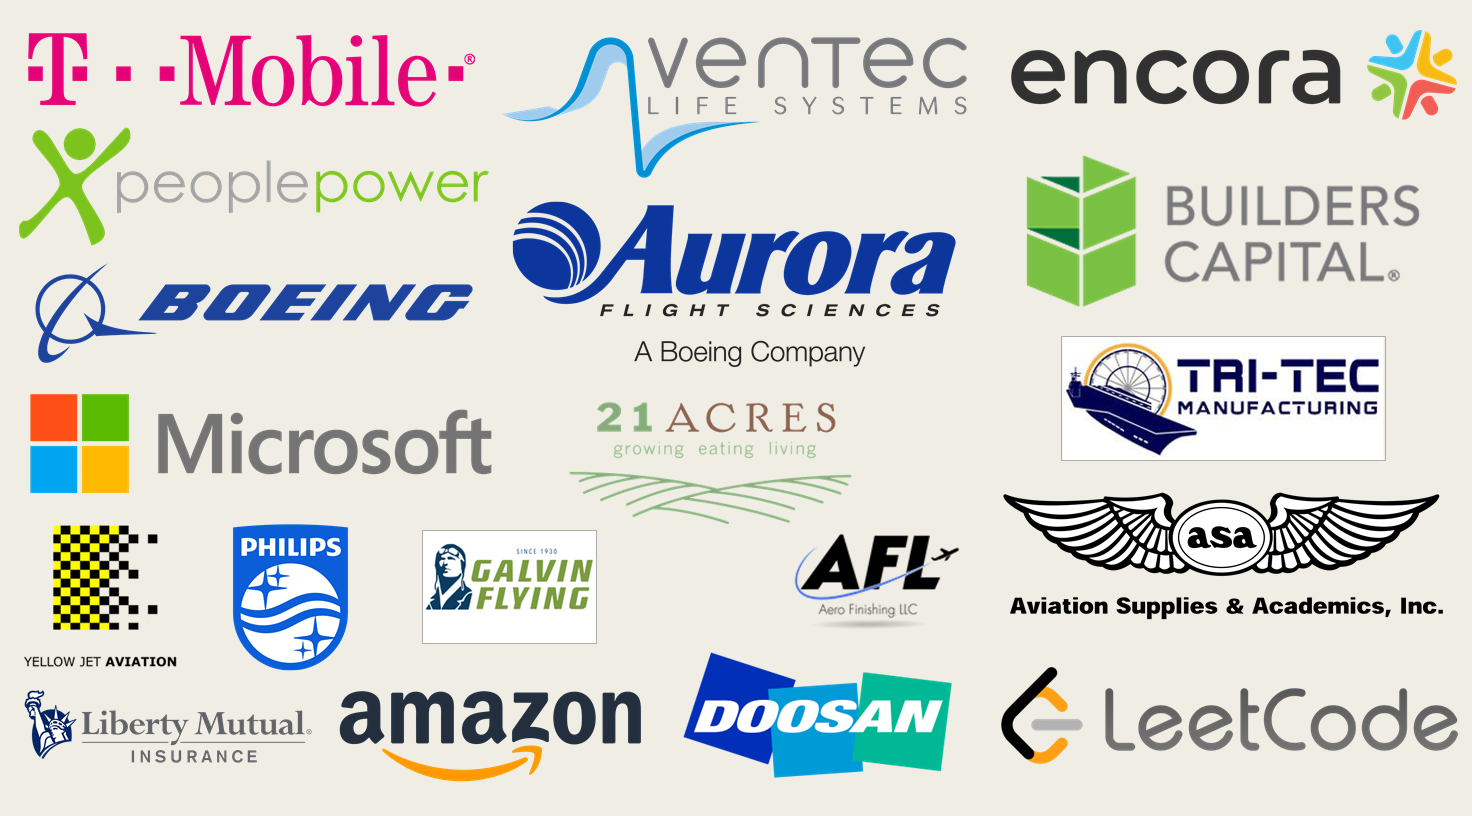 T··Mobile·®
VenTec
LIFE SYSTEMS
encora
peoplepower
BUILDERS
CAPITAL®
Aurora
FLIGHT SCIENCES
A Boeing Company
BOEING
TRI-TEC
MANUFACTURING
Microsoft
21 ACRES
growing eating living
asa
Aviation Supplies & Academics, Inc.
YELLOW JET AVIATION
PHILIPS
SINCE 1930
GALVIN
FLYING
AFL
Aero Finishing LLC
Liberty Mutual®
INSURANCE
amazon
DOOSAN
LeetCode